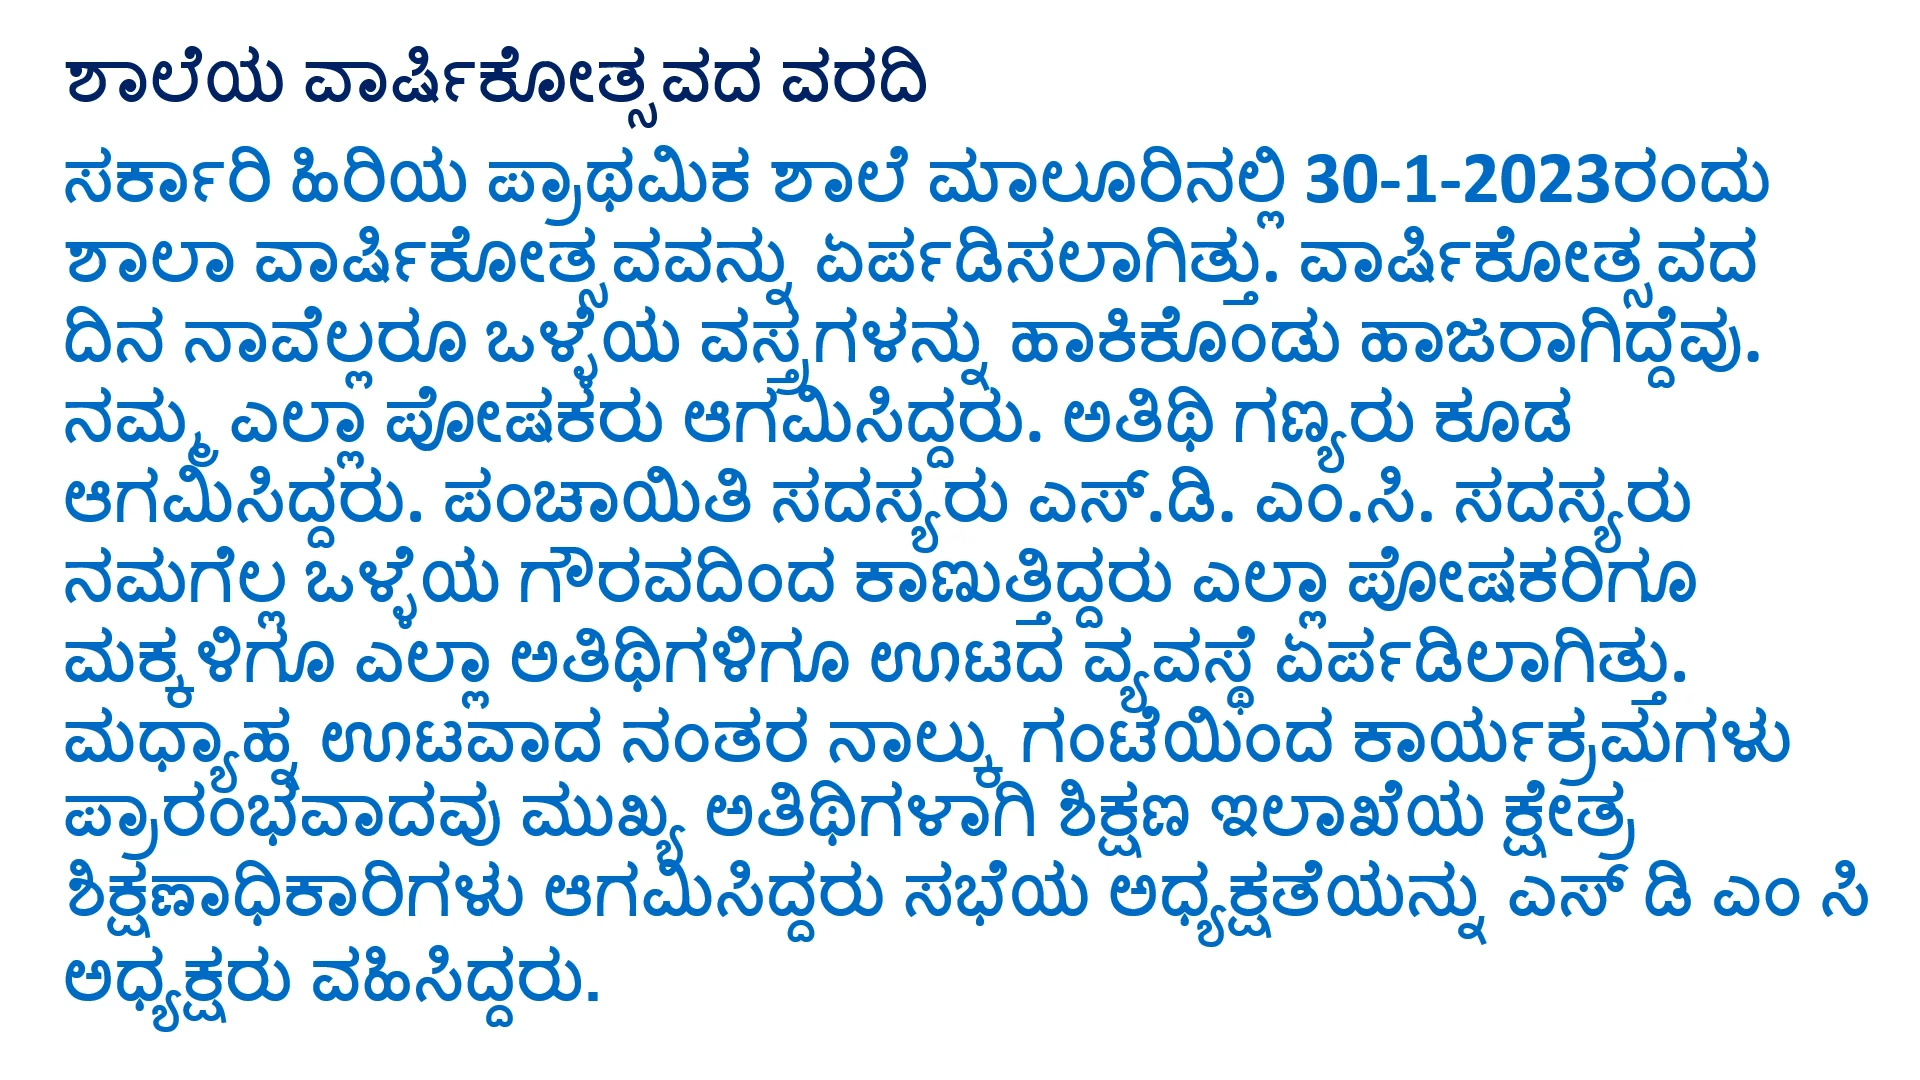 ಶಾಲೆಯ ವಾರ್ಷಿಕೋತ್ಸವದ ವರದಿ
ಸರ್ಕಾರಿ ಹಿರಿಯ ಪ್ರಾಥಮಿಕ ಶಾಲೆ ಮಾಲೂರಿನಲ್ಲಿ 30-1-2023ರಂದು
ಶಾಲಾ ವಾರ್ಷಿಕೋತ್ಸವವನ್ನು ಏರ್ಪಡಿಸಲಾಗಿತ್ತು. ವಾರ್ಷಿಕೋತ್ಸವದ
ದಿನ ನಾವೆಲ್ಲರೂ ಒಳ್ಳೆಯ ವಸ್ತ್ರಗಳನ್ನು ಹಾಕಿಕೊಂಡು ಹಾಜರಾಗಿದ್ದೆವು.
ನಮ್ಮ ಎಲ್ಲಾ ಪೋಷಕರು ಆಗಮಿಸಿದ್ದರು. ಅತಿಥಿ ಗಣ್ಯರು ಕೂಡ
ಆಗಮಿಸಿದ್ದರು. ಪಂಚಾಯಿತಿ ಸದಸ್ಯರು ಎಸ್.ಡಿ. ಎಂ.ಸಿ. ಸದಸ್ಯರು
ನಮಗೆಲ್ಲ ಒಳ್ಳೆಯ ಗೌರವದಿಂದ ಕಾಣುತ್ತಿದ್ದರು ಎಲ್ಲಾ ಪೋಷಕರಿಗೂ
ಮಕ್ಕಳಿಗೂ ಎಲ್ಲಾ ಅತಿಥಿಗಳಿಗೂ ಊಟದ ವ್ಯವಸ್ಥೆ ಏರ್ಪಡಿಲಾಗಿತ್ತು.
ಮಧ್ಯಾಹ್ನ ಊಟವಾದ ನಂತರ ನಾಲ್ಕು ಗಂಟೆಯಿಂದ ಕಾರ್ಯಕ್ರಮಗಳು
ಪ್ರಾರಂಭವಾದವು ಮುಖ್ಯ ಅತಿಥಿಗಳಾಗಿ ಶಿಕ್ಷಣ ಇಲಾಖೆಯ ಕ್ಷೇತ್ರ
ಶಿಕ್ಷಣಾಧಿಕಾರಿಗಳು ಆಗಮಿಸಿದ್ದರು ಸಭೆಯ ಅಧ್ಯಕ್ಷತೆಯನ್ನು ಎಸ್ ಡಿ ಎಂ ಸಿ
ಅಧ್ಯಕ್ಷರು ವಹಿಸಿದ್ದರು.